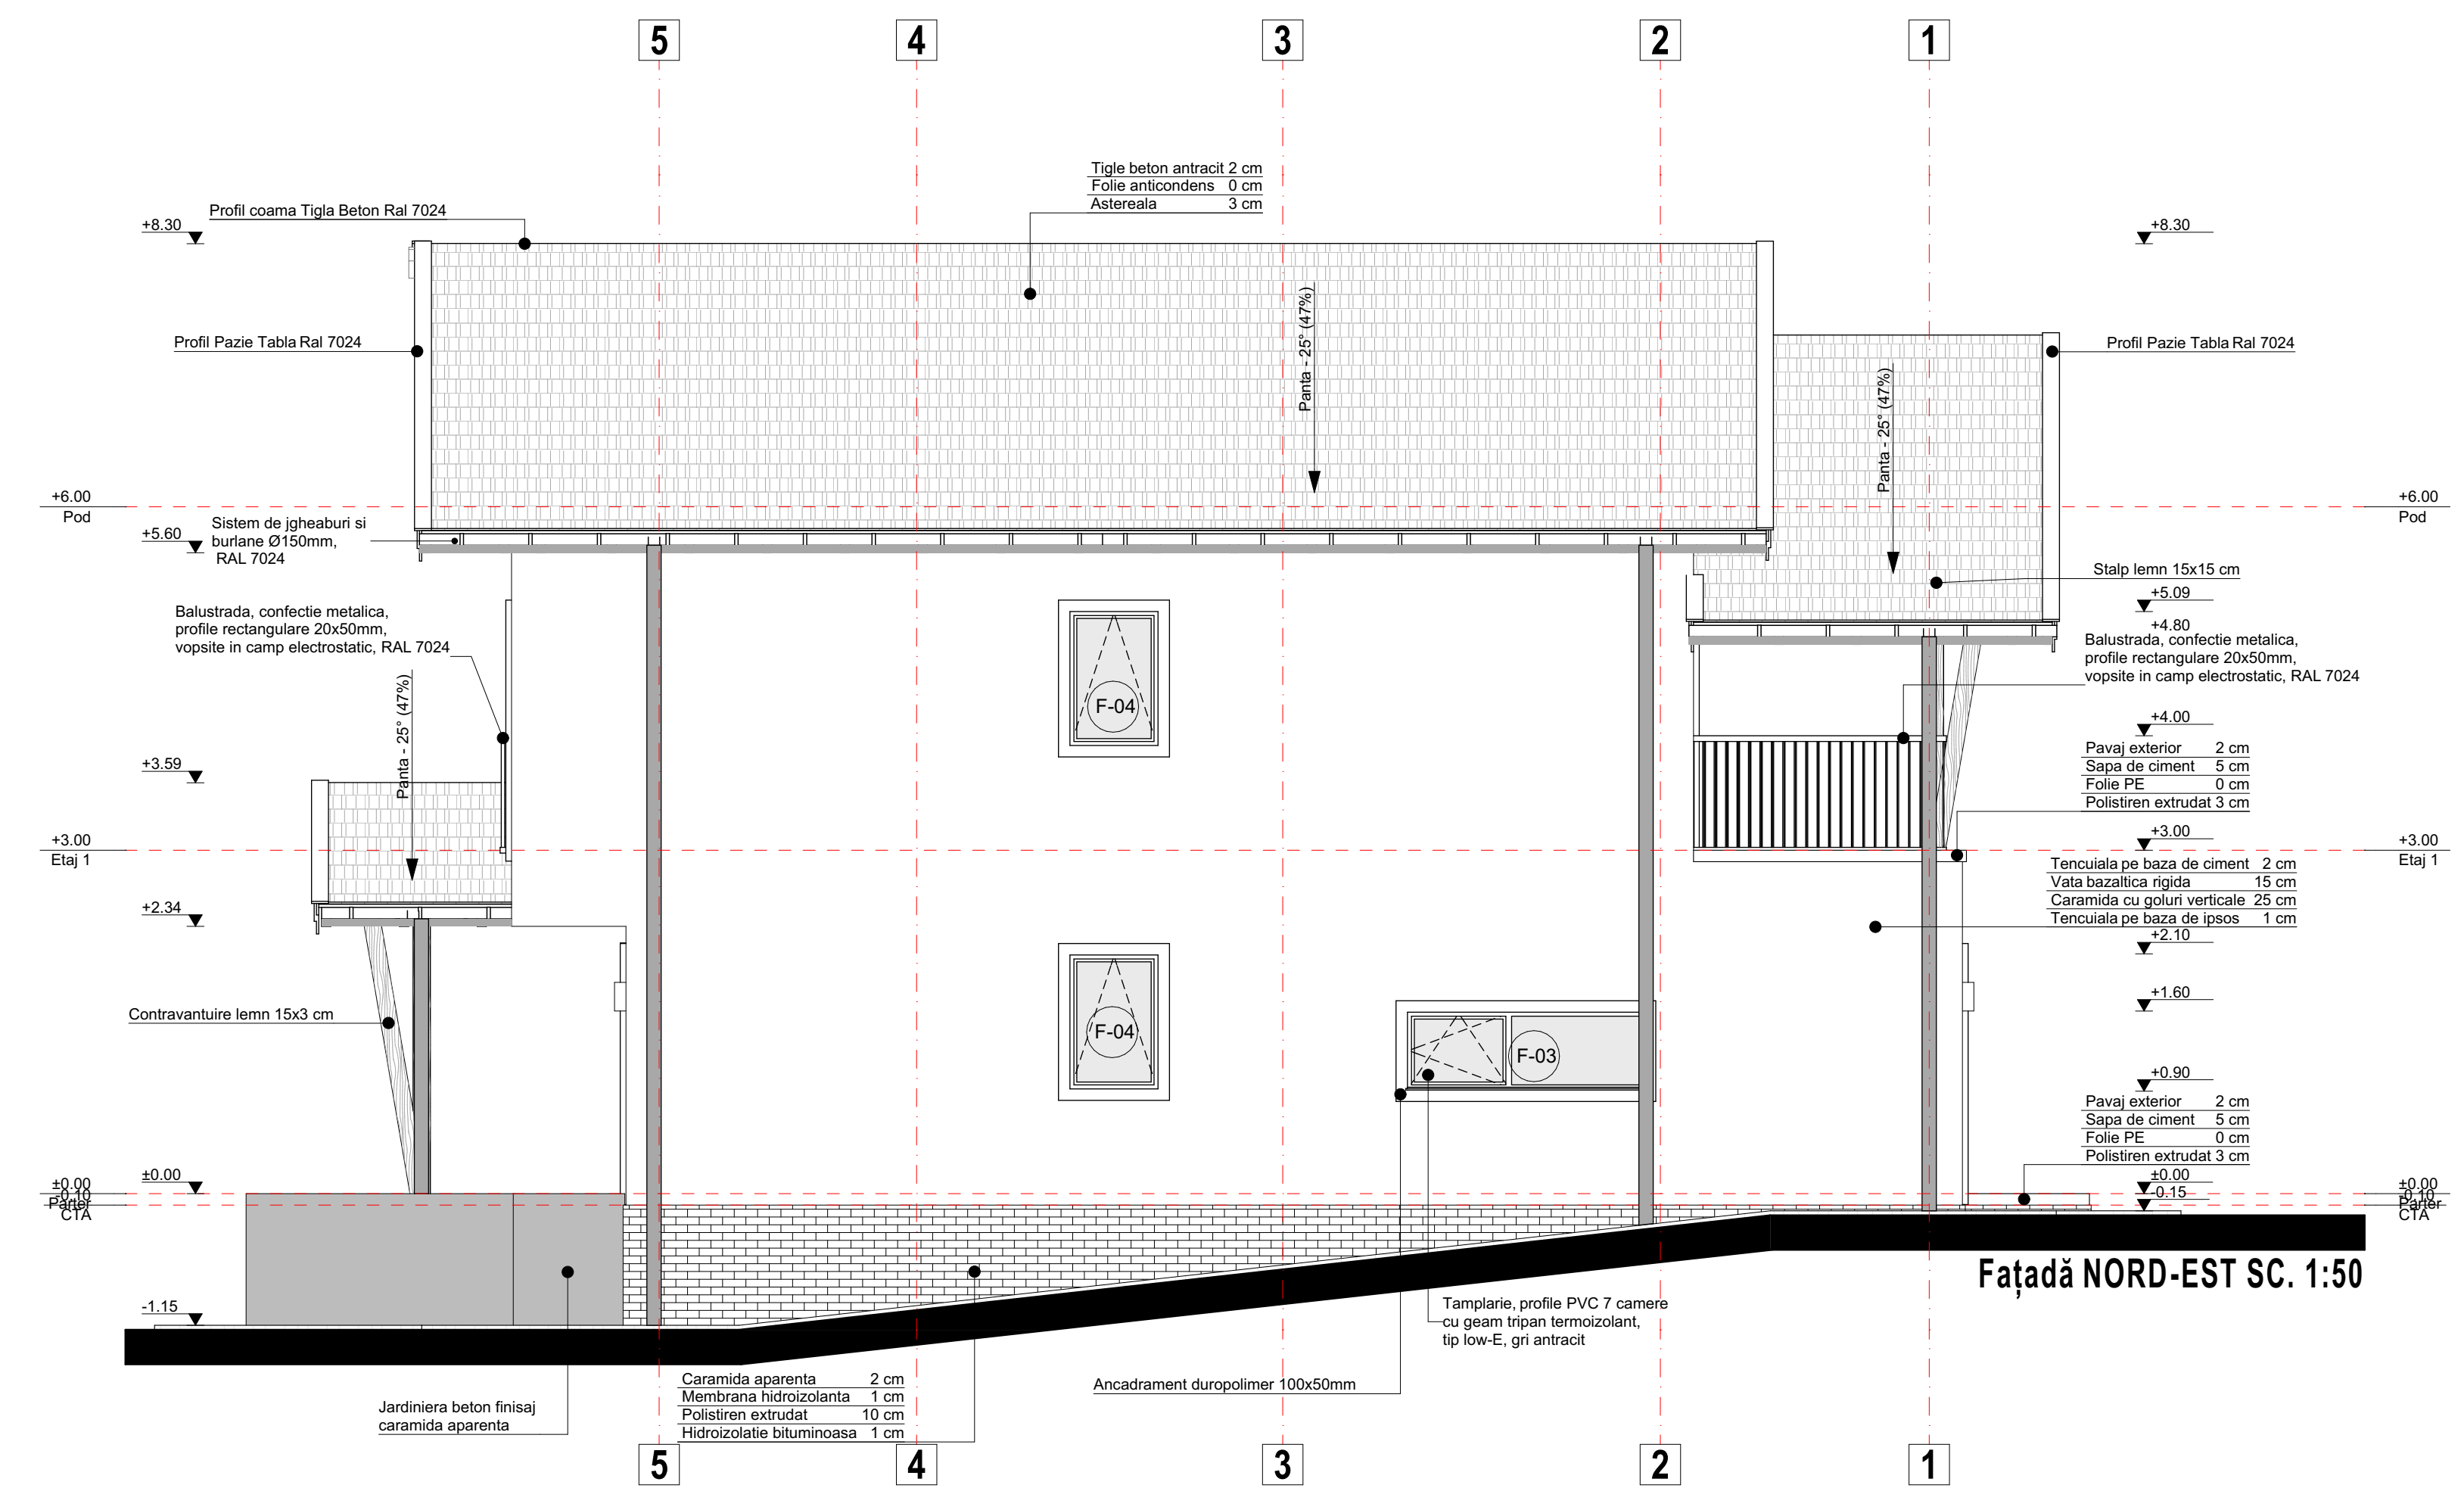 5 4 3 2 1
Tigle beton antracit 2 cm
Folie anticondens 0 cm
Astereala 3 cm
Profil coama Tigla Beton Ral 7024
+8.30
+8.30
Profil Pazie Tabla Ral 7024
Profil Pazie Tabla Ral 7024
Panta - 25° (47%)
Panta - 25° (47%)
+6.00
Pod
+6.00
Pod
+5.60
Sistem de jgheaburi si
burlane Ø150mm,
RAL 7024
Stalp lemn 15x15 cm
+5.09
+4.80
Balustrada, confectie metalica,
profile rectangulare 20x50mm,
vopsite in camp electrostatic, RAL 7024
Balustrada, confectie metalica,
profile rectangulare 20x50mm,
vopsite in camp electrostatic, RAL 7024
F-04
Panta - 25° (47%)
+4.00
Pavaj exterior 2 cm
Sapa de ciment 5 cm
Folie PE 0 cm
Polistiren extrudat 3 cm
+3.59
+3.00
Etaj 1
+3.00
+3.00
Etaj 1
Tencuiala pe baza de ciment 2 cm
Vata bazaltica rigida 15 cm
Caramida cu goluri verticale 25 cm
Tencuiala pe baza de ipsos 1 cm
+2.34
+2.10
+1.60
Contravantuire lemn 15x3 cm
F-04
F-03
+0.90
Pavaj exterior 2 cm
Sapa de ciment 5 cm
Folie PE 0 cm
Polistiren extrudat 3 cm
±0.00
-0.10
Parter
CTA
±0.00
±0.00
-0.15
±0.00
-0.10
Parter
CTA
-1.15
Fațadă NORD-EST SC. 1:50
Tamplarie, profile PVC 7 camere
cu geam tripan termoizolant,
tip low-E, gri antracit
Ancadrament duropolimer 100x50mm
Caramida aparenta 2 cm
Membrana hidroizolanta 1 cm
Polistiren extrudat 10 cm
Hidroizolatie bituminoasa 1 cm
Jardiniera beton finisaj
caramida aparenta
5 4 3 2 1